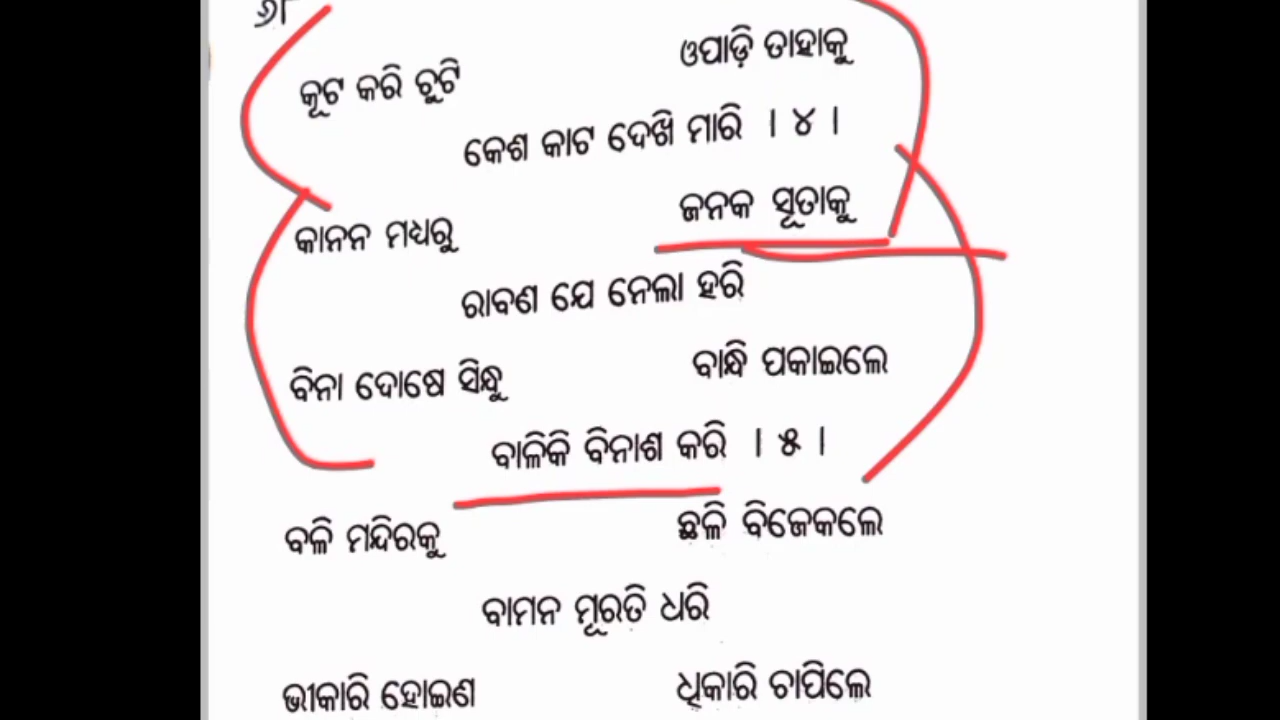 କୂଟ କରି ଚୁଟି ଓପାଡ଼ି ତାହାକୁ
କେଶ କାଟ ଦେଖି ମାରି । ୪ ।
କାନନ ମଧ୍ଯରୁ ଜନକ ସୂତାକୁ
ରାବଣ ଯେ ନେଲା ହରି
ବିନା ଦୋଷେ ସିନ୍ଧୁ ବାନ୍ଧି ପକାଇଲେ
ବାଳିକି ବିନାଶ କରି । ୫ ।
ବଳି ମନ୍ଦିରକୁ ଛଳି ବିଜେକଲେ
ବାମନ ମୂରତି ଧରି
ଭୀକାରି ହୋଇଣ ଧିକାରି ଚାପିଲେ